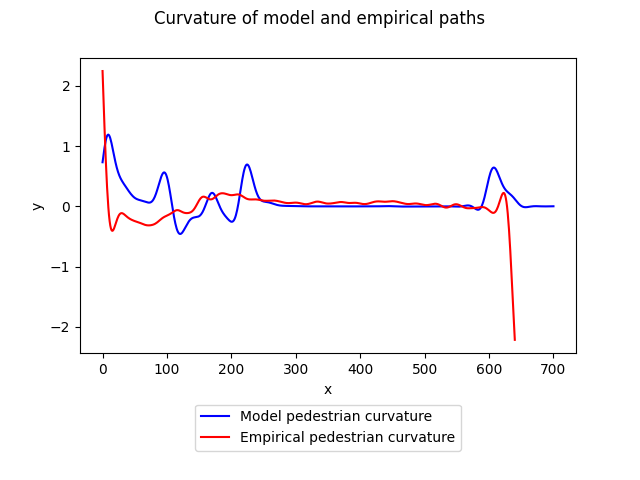 Curvature of model and empirical paths
2
1
0
−1
−2
y
0 100 200 300 400 500 600 700
x
Model pedestrian curvature
Empirical pedestrian curvature